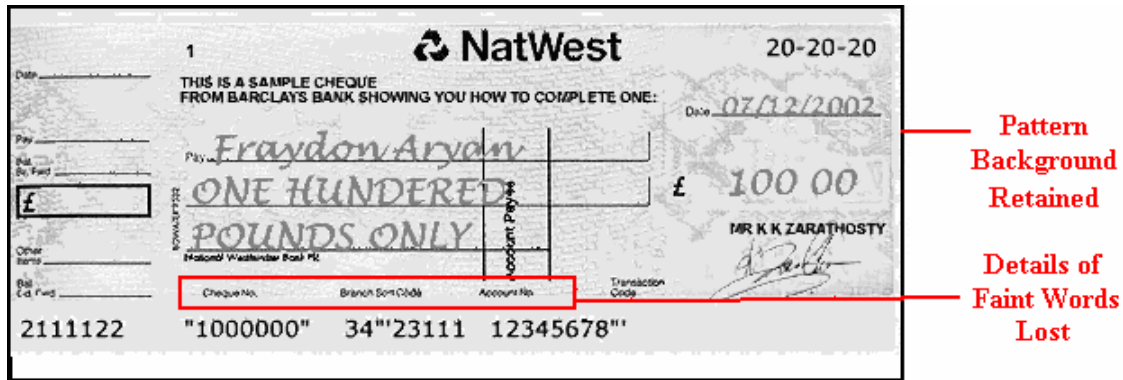 1 NatWest 20-20-20
THIS IS A SAMPLE CHEQUE
FROM BARCLAYS BANK SHOWING YOU HOW TO COMPLETE ONE:
Date
Date 07/12/2002
Pay
Pay Fraydon Aryan
Bal.
ONE HUNDERED £ 100 00
£
POUNDS ONLY
Account Payee
MR K K ZARATHOSTY
Other
Items
National Westminster Bank Plc
Bal
Cheque No. Branch Sort Code Account No. Transaction
Code
2111122 "1000000" 34"'23111 12345678"'
Pattern
Background
Retained
Details of
Faint Words
Lost